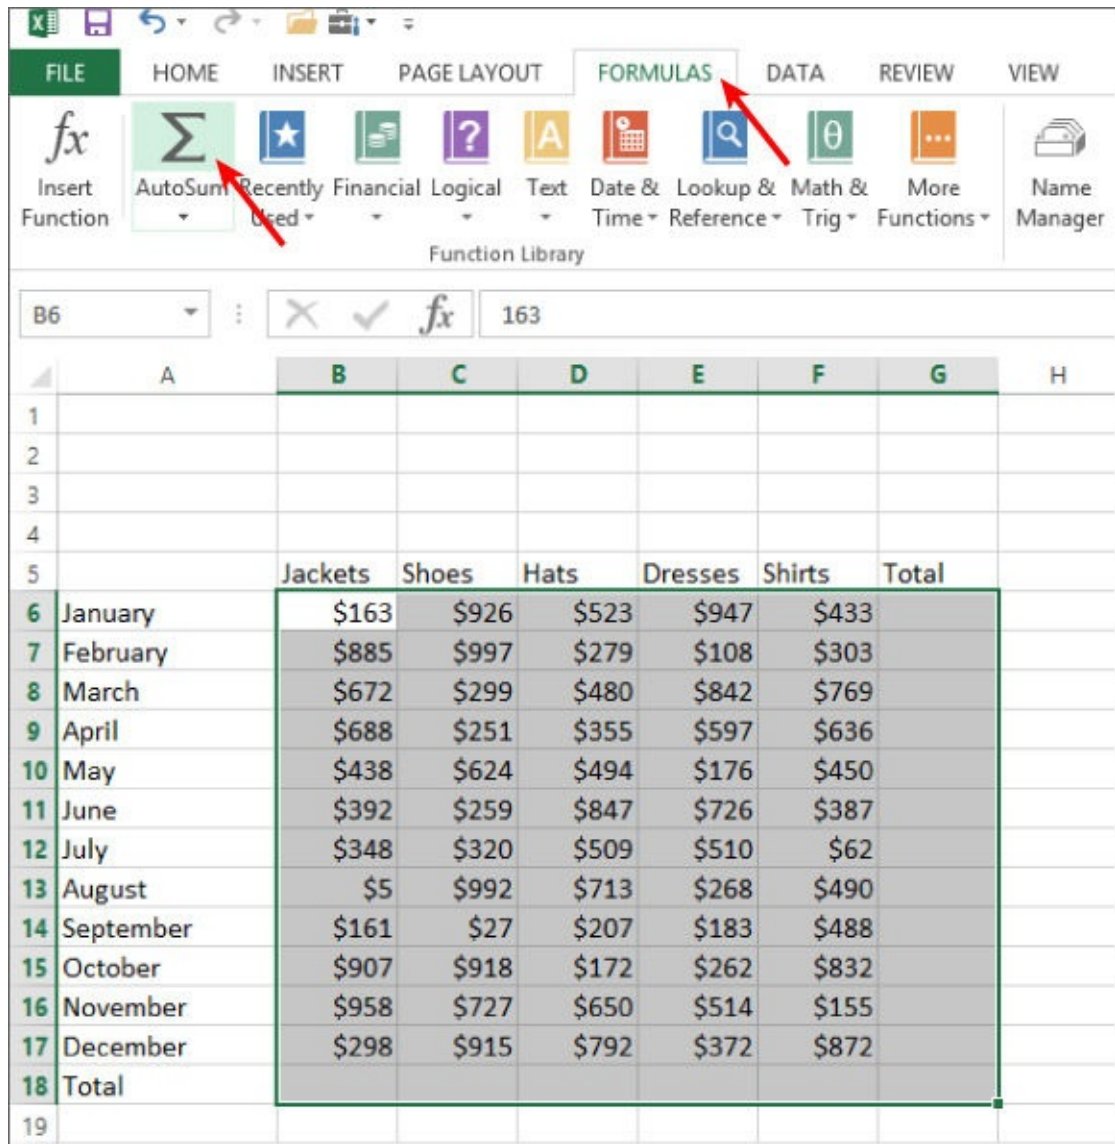 FILE HOME INSERT PAGE LAYOUT FORMULAS DATA REVIEW VIEW
fx Σ ? A θ
Insert AutoSum Recently Financial Logical Text Date & Lookup & Math & More Name
Function Used Time Reference Trig Functions Manager
Function Library
B6 fx 163
A B C D E F G H
1
2
3
4
5 Jackets Shoes Hats Dresses Shirts Total
6 January $163 $926 $523 $947 $433
7 February $885 $997 $279 $108 $303
8 March $672 $299 $480 $842 $769
9 April $688 $251 $355 $597 $636
10 May $438 $624 $494 $176 $450
11 June $392 $259 $847 $726 $387
12 July $348 $320 $509 $510 $62
13 August $5 $992 $713 $268 $490
14 September $161 $27 $207 $183 $488
15 October $907 $918 $172 $262 $832
16 November $958 $727 $650 $514 $155
17 December $298 $915 $792 $372 $872
18 Total
19